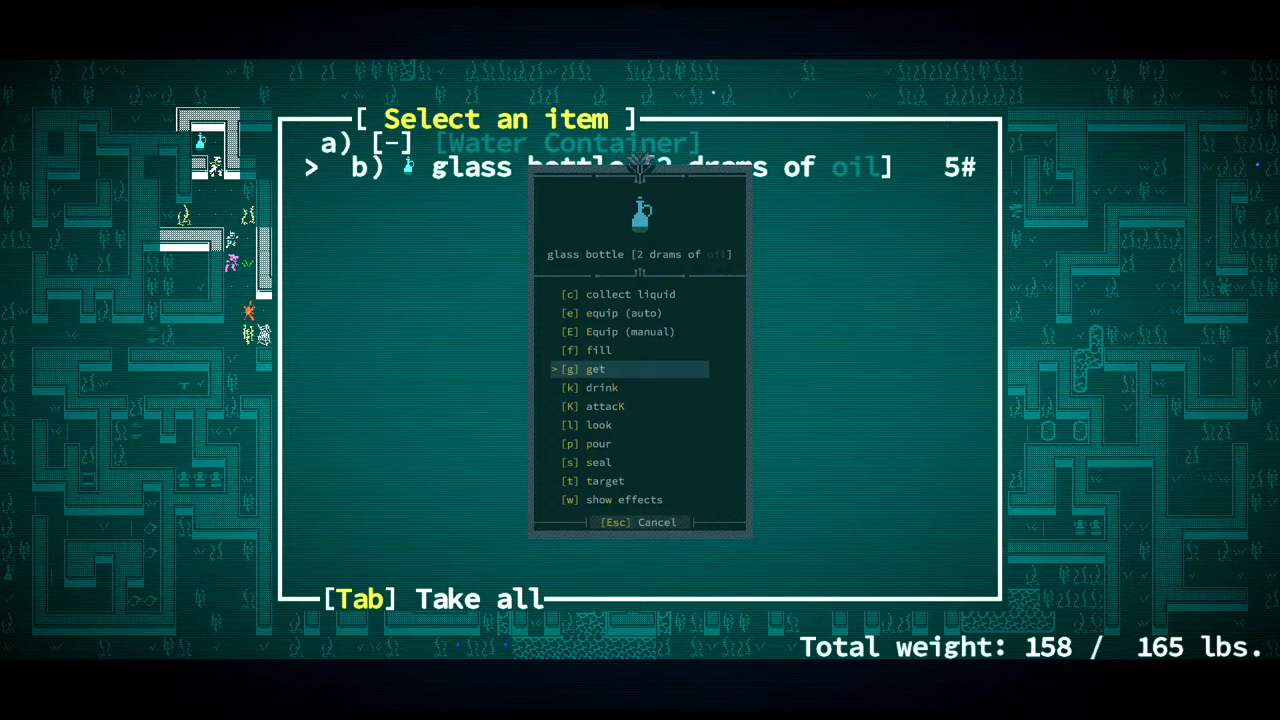 [ Select an item ]
a) [-] [Water Container]
> b) glass bottle [2 drams of oil] 5#
glass bottle [2 drams of oil]
[c] collect liquid
[e] equip (auto)
[E] Equip (manual)
[f] fill
> [g] get
[k] drink
[K] attacK
[l] look
[p] pour
[s] seal
[t] target
[w] show effects
[Esc] Cancel
[Tab] Take all
Total weight: 158 / 165 lbs.